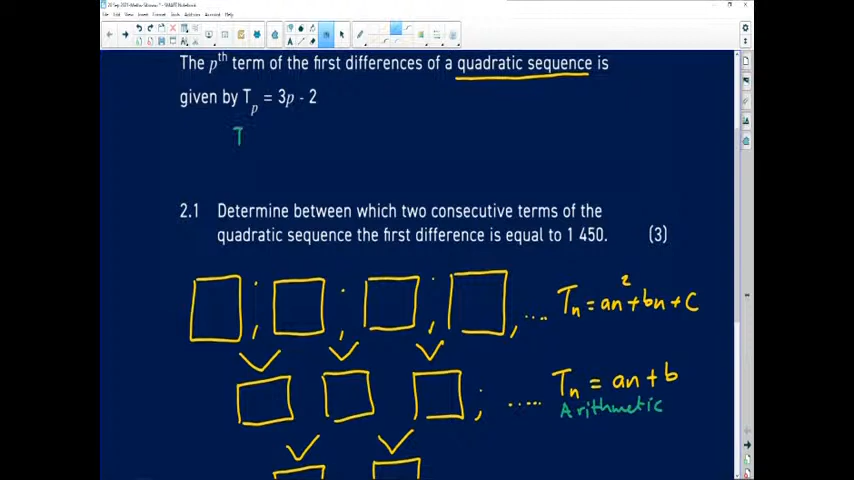 The pth term of the first differences of a quadratic sequence is
given by Tp = 3p - 2
T
2.1 Determine between which two consecutive terms of the
quadratic sequence the first difference is equal to 1 450. (3)
; ; ; , .... Tn = an² + bn + c
; ..... Tn = an + b
Arithmetic